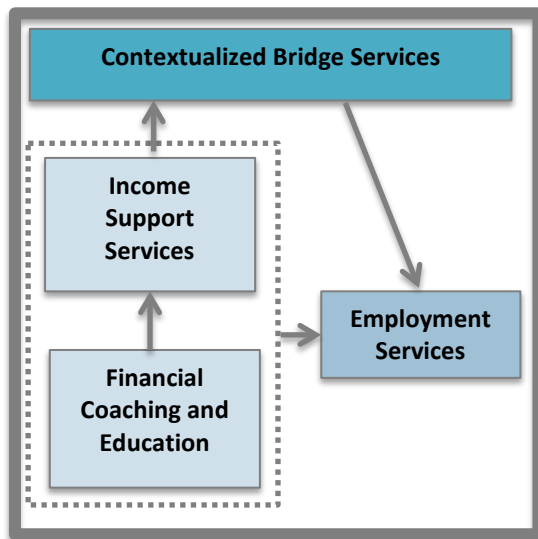 Contextualized Bridge Services
Income
Support
Services
Employment
Services
Financial
Coaching and
Education